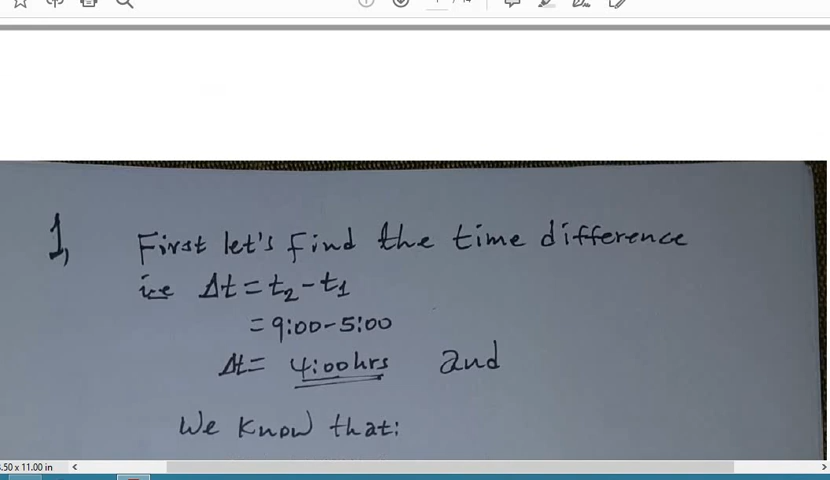 1, First let's find the time difference
ie Δt = t₂ - t₁
= 9:00 - 5:00
Δt = 4:00hrs and
We know that:
.50 x 11.00 in